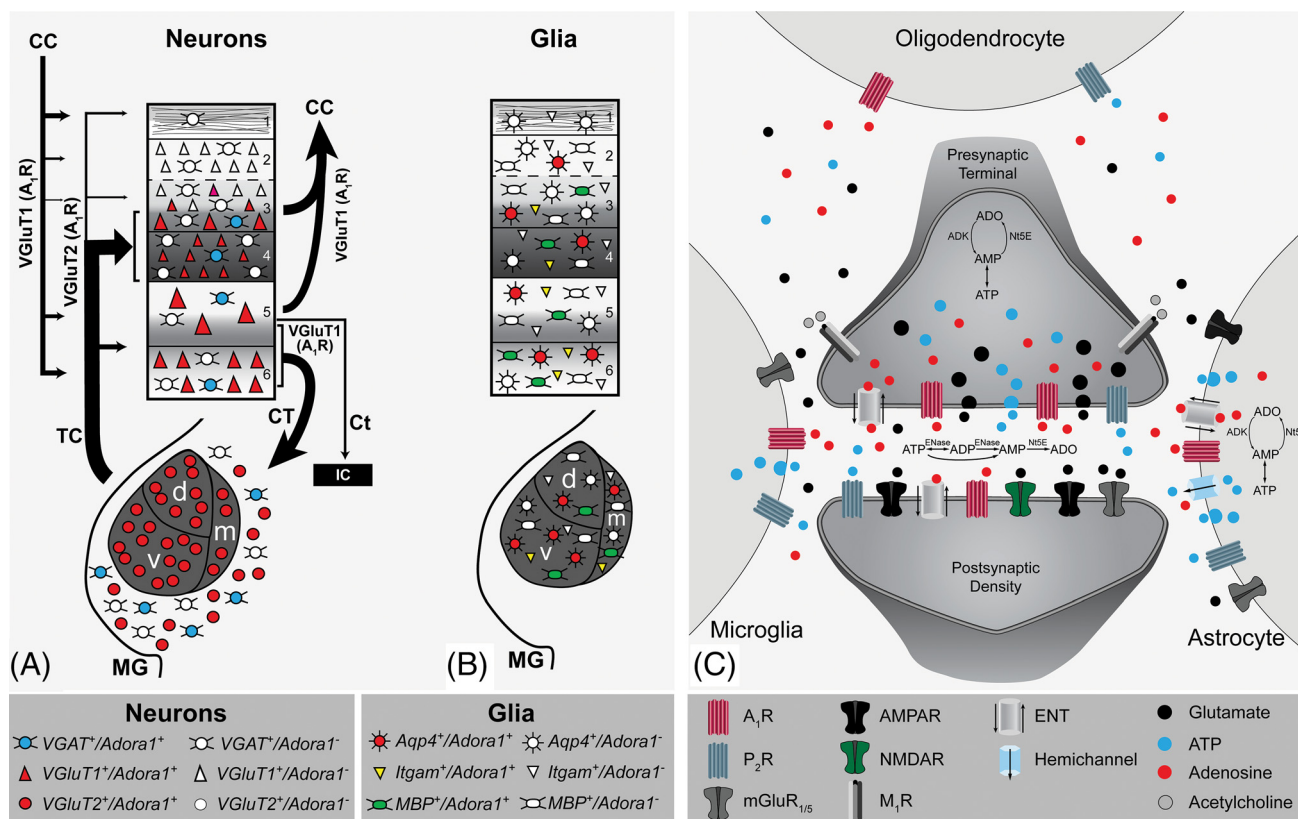 Neurons
CC
CC
1
2
3
4
5
6
VGluT1 (A1R)
VGluT2 (A1R)
VGluT1 (A1R)
VGluT1
(A1R)
TC
CT
Ct
IC
d
v
m
MG
(A)
Glia
1
2
3
4
5
6
d
v
m
MG
(B)
Oligodendrocyte
Presynaptic
Terminal
ADO
ADK
Nt5E
AMP
ATP
ATP ENase ADP ENase AMP Nt5E ADO
ADO
ADK
Nt5
AMP
ATP
Postsynaptic
Density
Microglia
Astrocyte
(C)
Neurons
VGAT+/Adora1+
VGAT+/Adora1-
VGluT1+/Adora1+
VGluT1+/Adora1-
VGluT2+/Adora1+
VGluT2+/Adora1-
Glia
Aqp4+/Adora1+
Aqp4+/Adora1-
Itgam+/Adora1+
Itgam+/Adora1-
MBP+/Adora1+
MBP+/Adora1-
A1R
AMPAR
ENT
Glutamate
P2R
NMDAR
Hemichannel
ATP
Adenosine
mGluR1/5
M1R
Acetylcholine